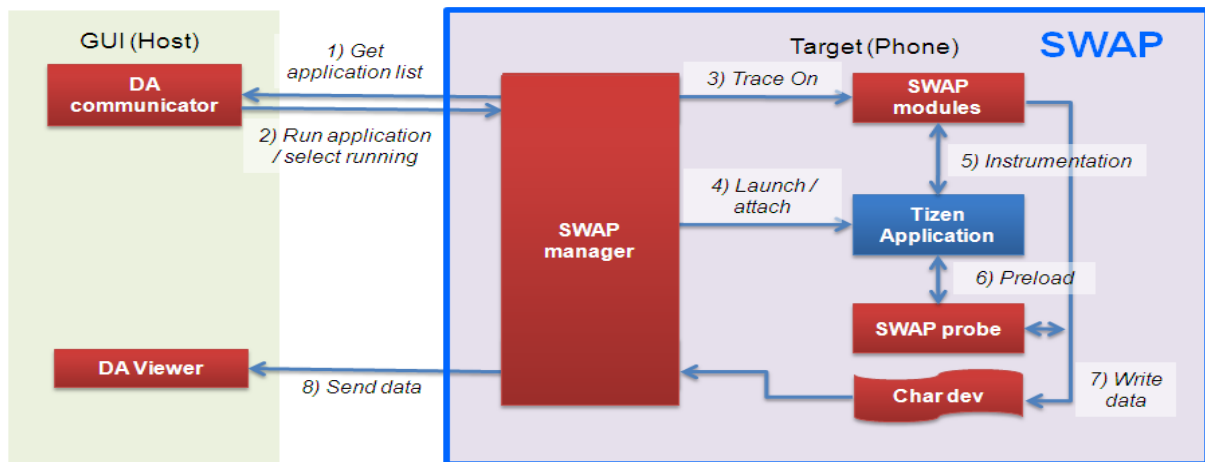 GUI (Host)
1) Get
application list
DA
communicator
2) Run application
/ select running
DA Viewer
8) Send data
Target (Phone)
SWAP
SWAP
manager
3) Trace On
SWAP
modules
5) Instrumentation
4) Launch /
attach
Tizen
Application
6) Preload
SWAP probe
Char dev
7) Write
data